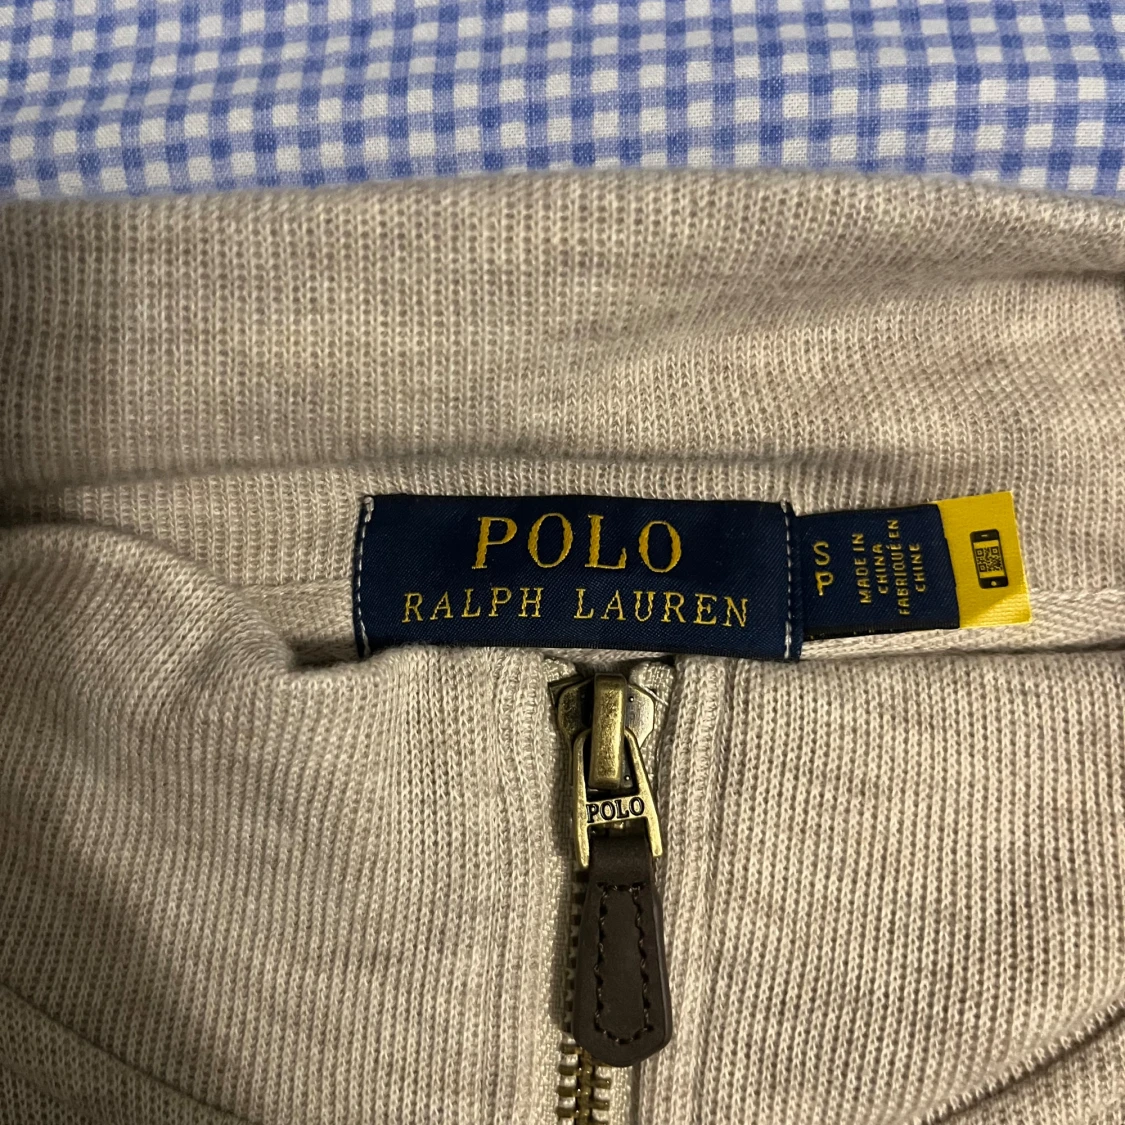 POLO
RALPH LAUREN
S
P
MADE IN
CHINA
FABRIQUÉ EN
CHINE
POLO